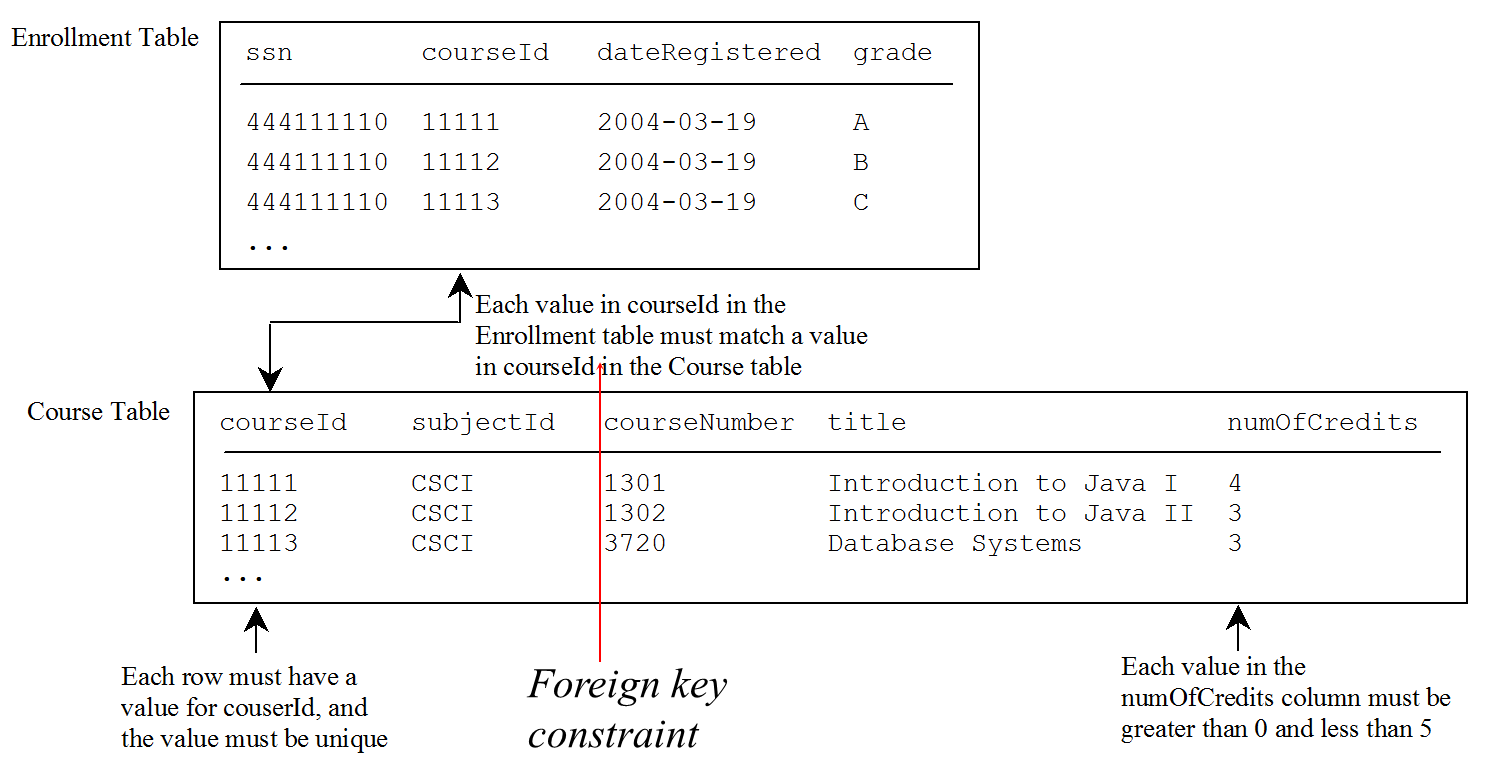 Enrollment Table
ssn courseId dateRegistered grade
444111110 11111 2004-03-19 A
444111110 11112 2004-03-19 B
444111110 11113 2004-03-19 C
...
Each value in courseId in the
Enrollment table must match a value
in courseId in the Course table
Course Table
courseId subjectId courseNumber title numOfCredits
11111 CSCI 1301 Introduction to Java I 4
11112 CSCI 1302 Introduction to Java II 3
11113 CSCI 3720 Database Systems 3
...
Each row must have a
value for couserId, and
the value must be unique
Foreign key
constraint
Each value in the
numOfCredits column must be
greater than 0 and less than 5